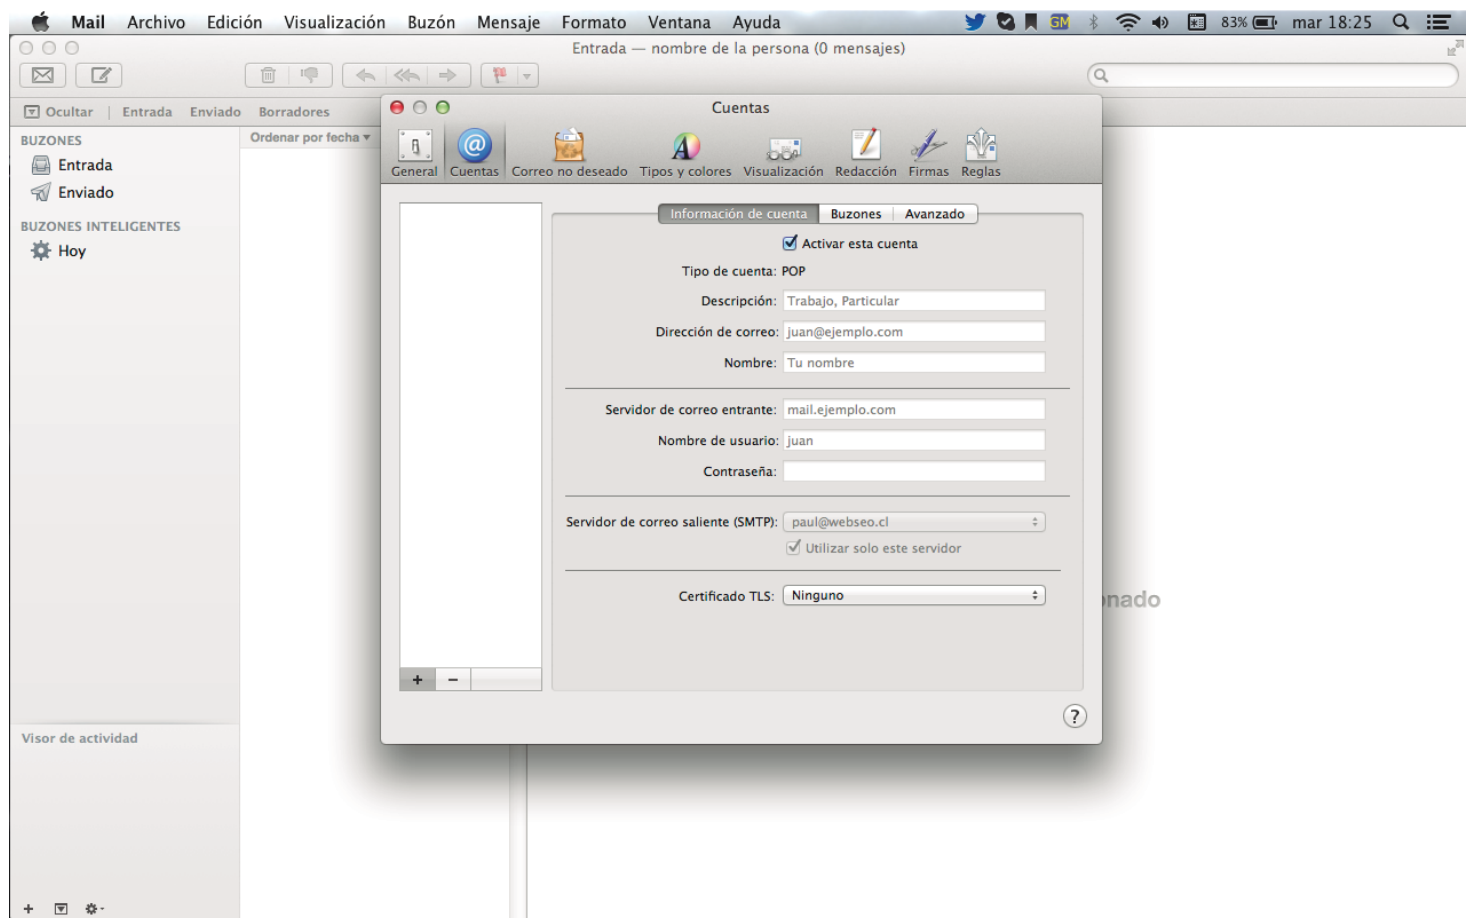 Mail Archivo Edición Visualización Buzón Mensaje Formato Ventana Ayuda GM 83% mar 18:25
Entrada — nombre de la persona (0 mensajes)
Ocultar Entrada Enviado Borradores
BUZONES
Entrada
Enviado
BUZONES INTELIGENTES
Hoy
Ordenar por fecha
Cuentas
General Cuentas Correo no deseado Tipos y colores Visualización Redacción Firmas Reglas
Información de cuenta Buzones Avanzado
Activar esta cuenta
Tipo de cuenta: POP
Descripción: Trabajo, Particular
Dirección de correo: juan@ejemplo.com
Nombre: Tu nombre
Servidor de correo entrante: mail.ejemplo.com
Nombre de usuario: juan
Contraseña:
Servidor de correo saliente (SMTP): paul@webseo.cl
Utilizar solo este servidor
Certificado TLS: Ninguno
+ −
?
onado
Visor de actividad
+